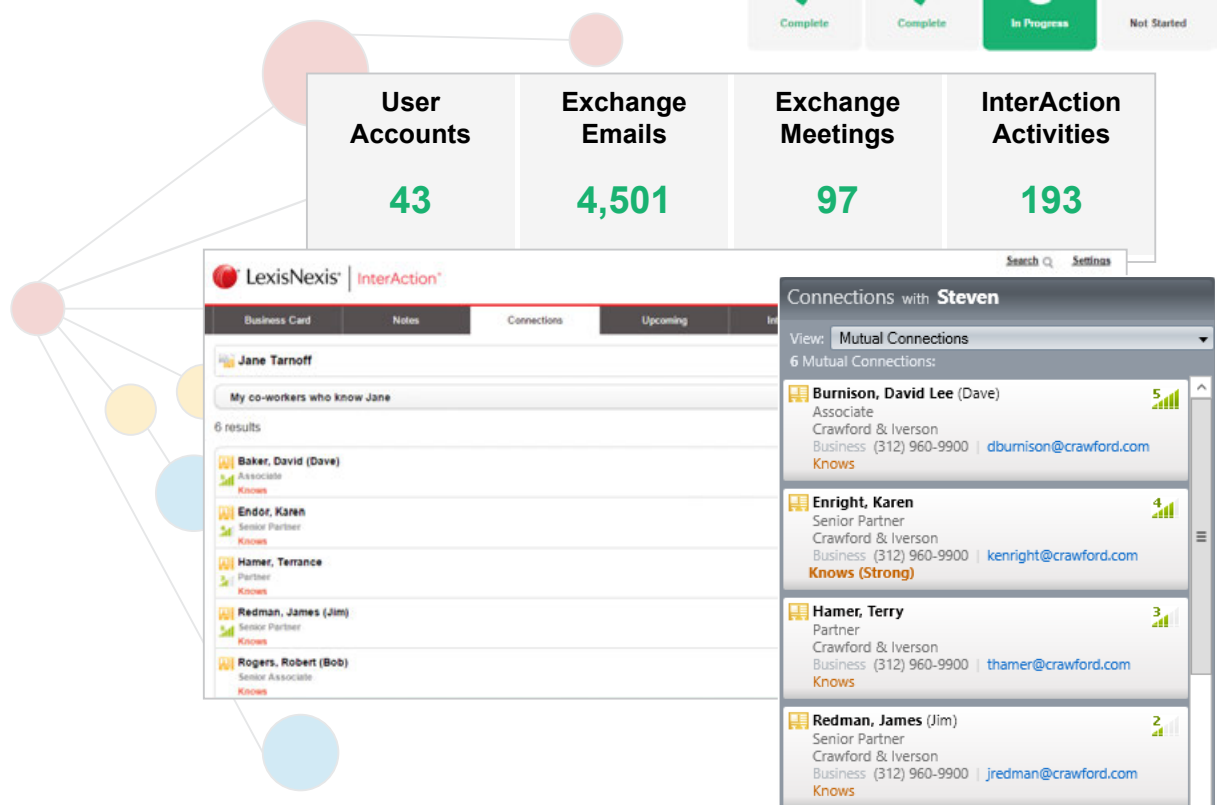 Complete
Complete
In Progress
Not Started
User Accounts
43
Exchange Emails
4,501
Exchange Meetings
97
InterAction Activities
193
LexisNexis® | InterAction®
Search
Settings
Business Card
Notes
Connections
Upcoming
Jane Tarnoff
My co-workers who know Jane
6 results
Baker, David (Dave)
Associate
Knows
Endor, Karen
Senior Partner
Knows
Hamer, Terrance
Partner
Knows
Redman, James (Jim)
Senior Partner
Knows
Rogers, Robert (Bob)
Senior Associate
Knows
Connections with Steven
View: Mutual Connections
6 Mutual Connections:
Burnison, David Lee (Dave) 5
Associate
Crawford & Iverson
Business (312) 960-9900 | dburnison@crawford.com
Knows
Enright, Karen 4
Senior Partner
Crawford & Iverson
Business (312) 960-9900 | kenright@crawford.com
Knows (Strong)
Hamer, Terry 3
Partner
Crawford & Iverson
Business (312) 960-9900 | thamer@crawford.com
Knows
Redman, James (Jim) 2
Senior Partner
Crawford & Iverson
Business (312) 960-9900 | jredman@crawford.com
Knows